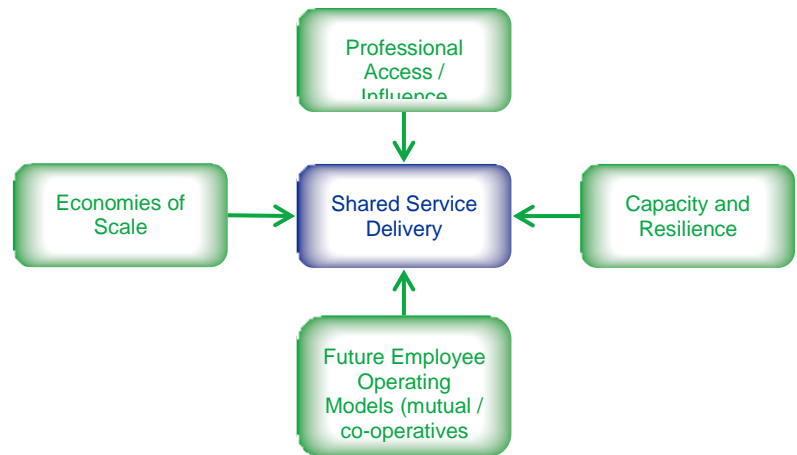 Professional
Access /
Influence
Economies of
Scale
Shared Service
Delivery
Capacity and
Resilience
Future Employee
Operating
Models (mutual /
co-operatives